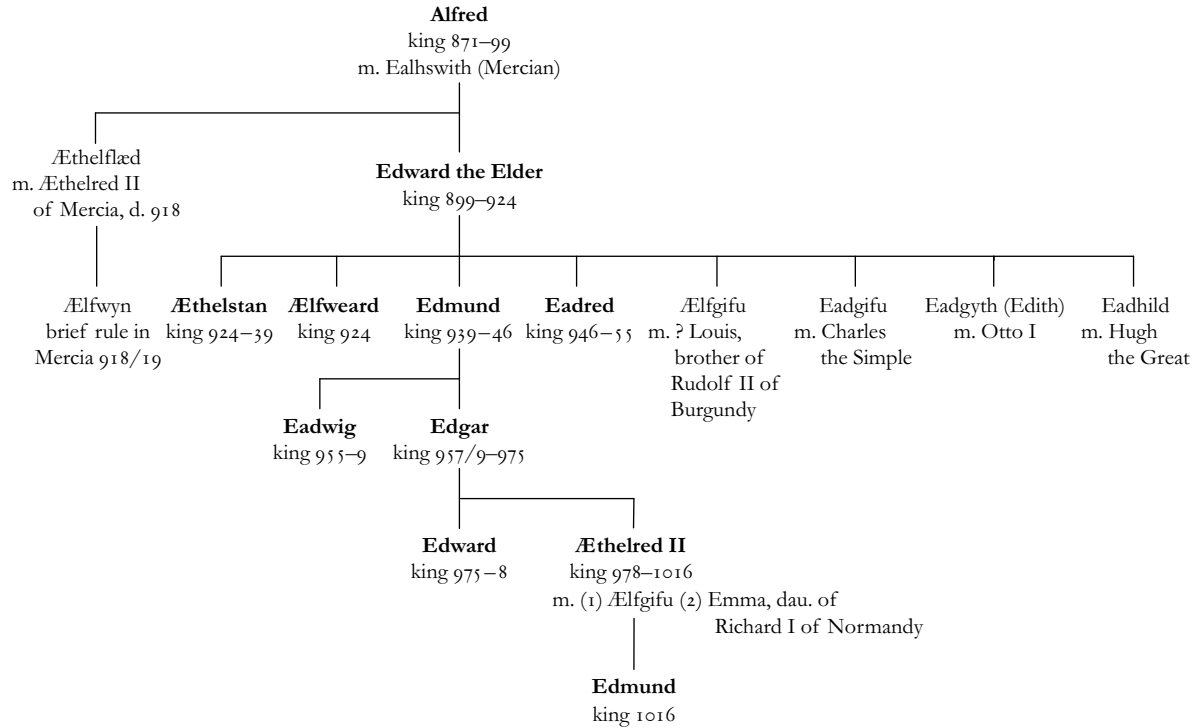 Alfred
king 871–99
m. Ealhswith (Mercian)
Æthelflæd
m. Æthelred II
of Mercia, d. 918
Edward the Elder
king 899–924
Ælfwyn
brief rule in
Mercia 918/19
Æthelstan
king 924–39
Ælfweard
king 924
Edmund
king 939–46
Eadred
king 946–55
Ælfgifu
m. ? Louis,
brother of
Rudolf II of
Burgundy
Eadgifu
m. Charles
the Simple
Eadgyth (Edith)
m. Otto I
Eadhild
m. Hugh
the Great
Eadwig
king 955–9
Edgar
king 957/9–975
Edward
king 975–8
Æthelred II
king 978–1016
m. (1) Ælfgifu (2) Emma, dau. of
Richard I of Normandy
Edmund
king 1016